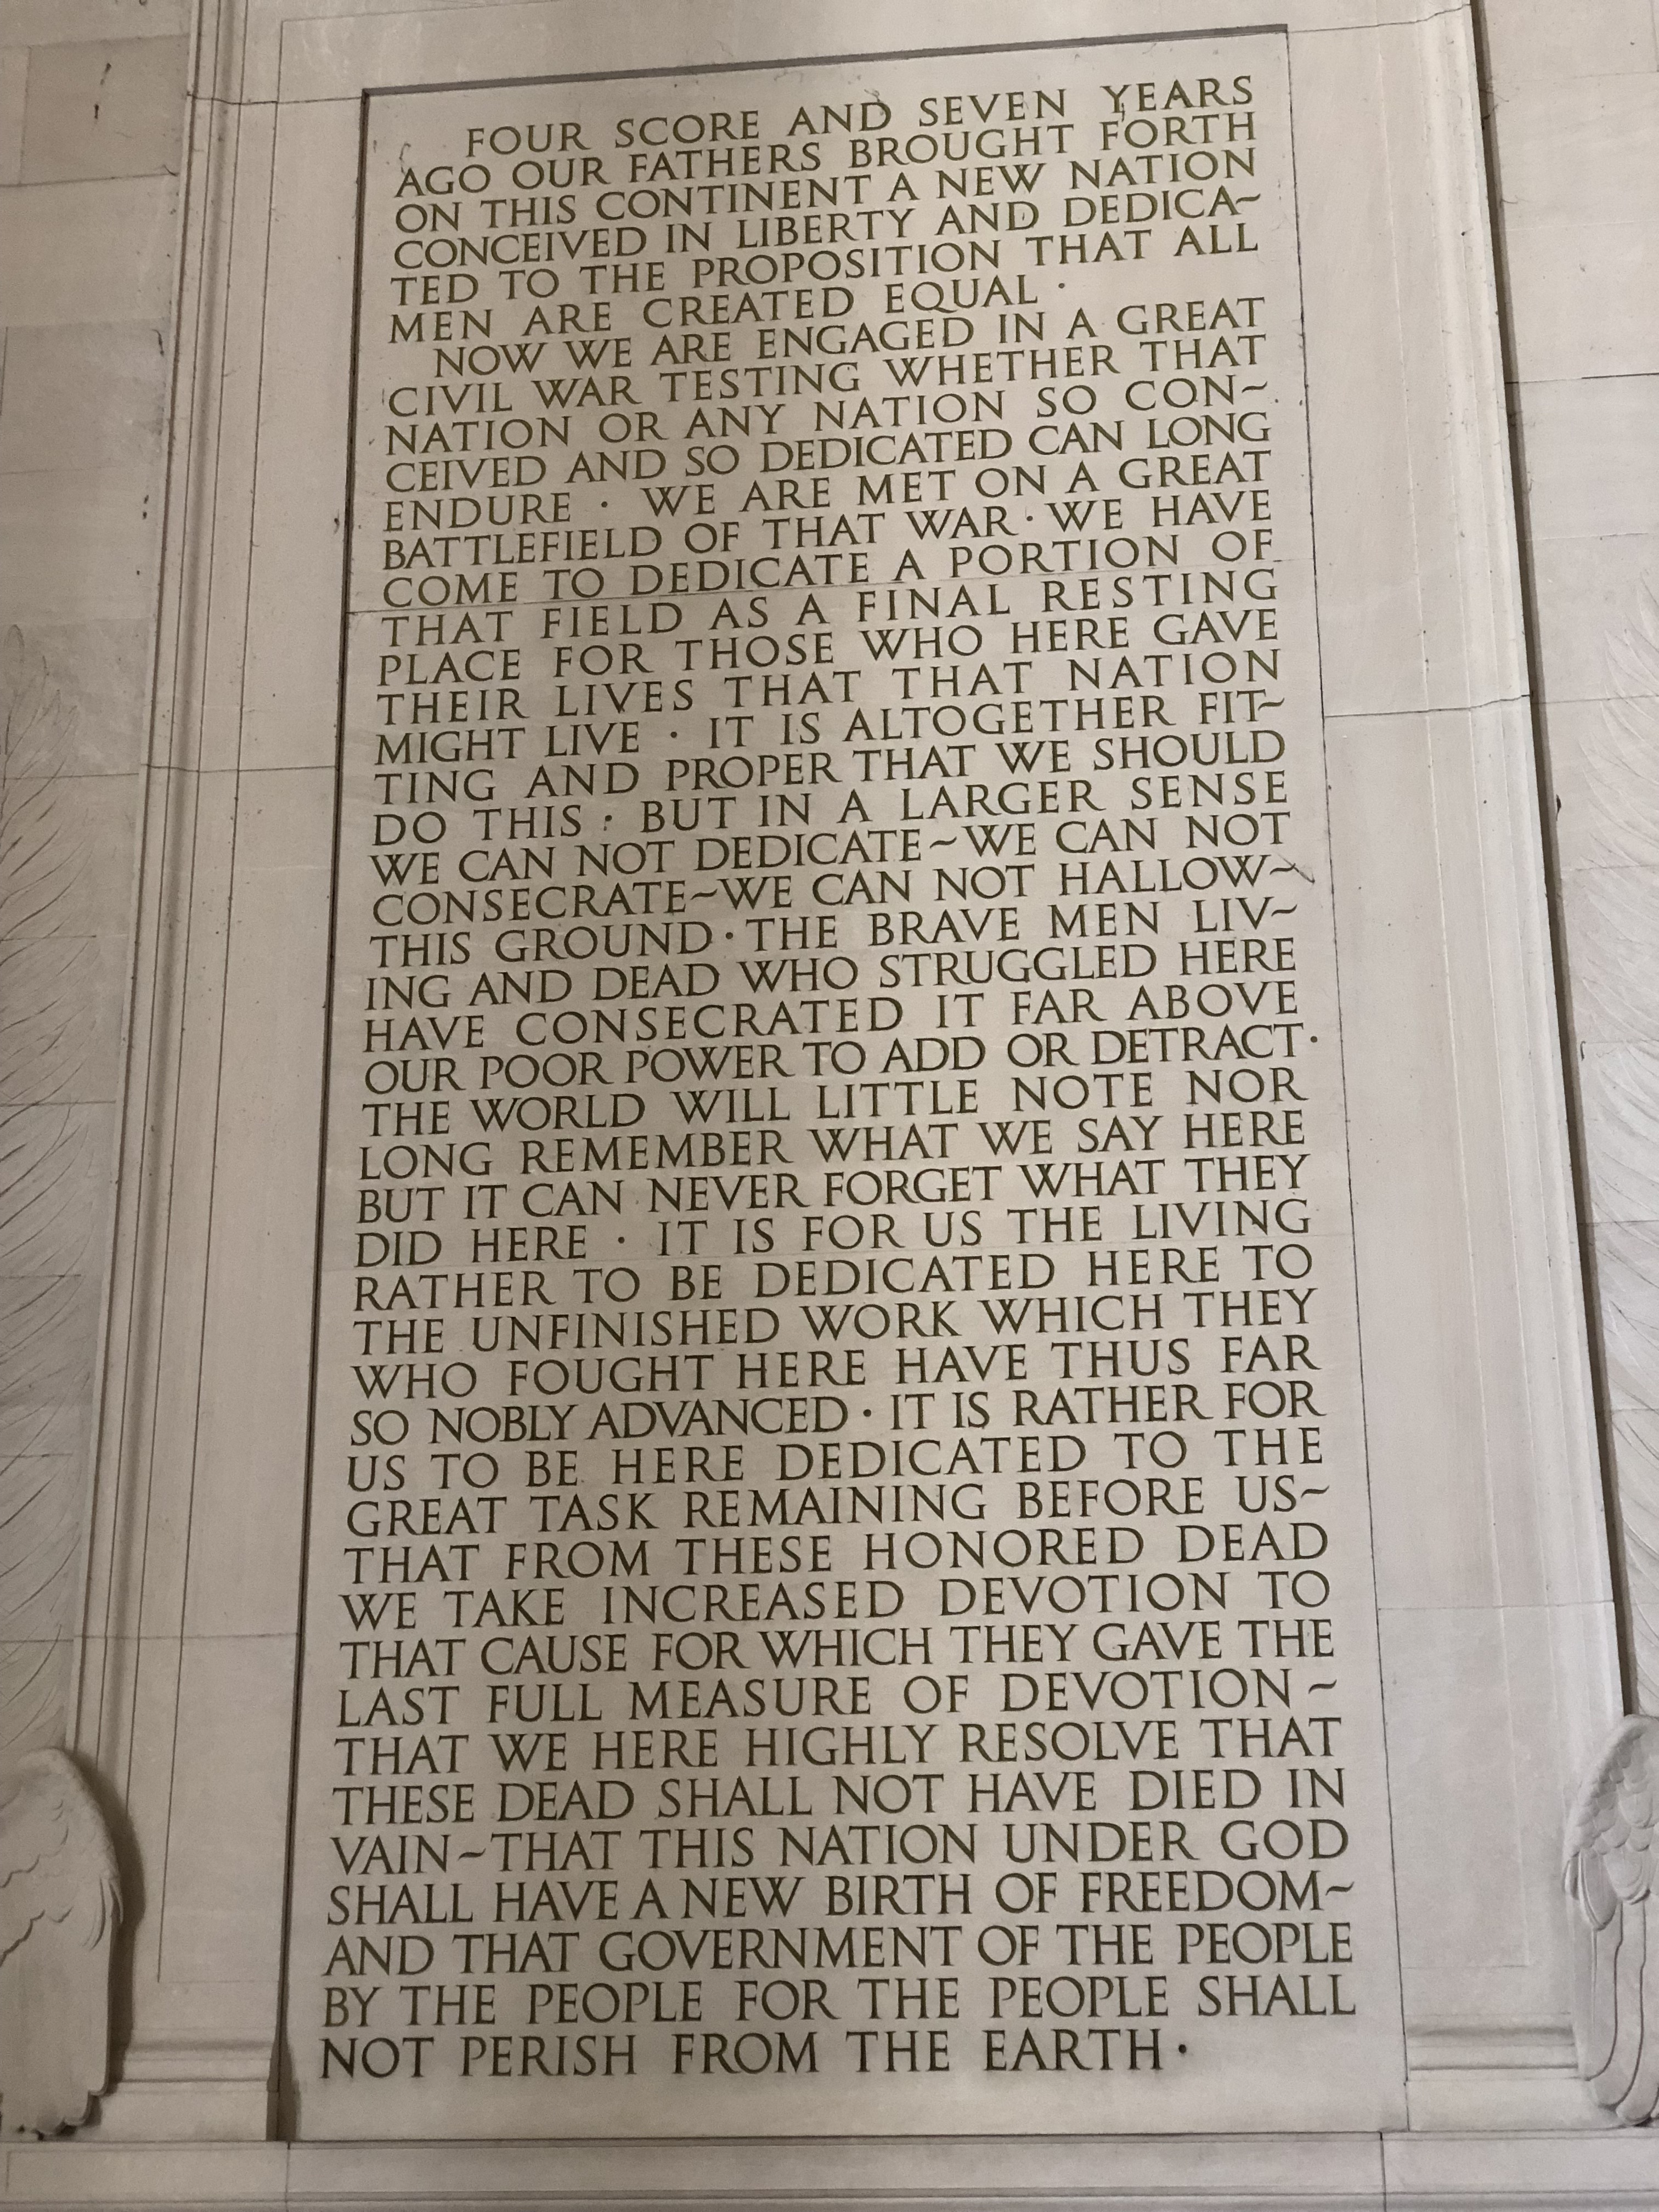 FOUR SCORE AND SEVEN YEARS
AGO OUR FATHERS BROUGHT FORTH
ON THIS CONTINENT A NEW NATION
CONCEIVED IN LIBERTY AND DEDICA~
TED TO THE PROPOSITION THAT ALL
MEN ARE CREATED EQUAL ·
NOW WE ARE ENGAGED IN A GREAT
CIVIL WAR TESTING WHETHER THAT
NATION OR ANY NATION SO CON~
CEIVED AND SO DEDICATED CAN LONG
ENDURE · WE ARE MET ON A GREAT
BATTLEFIELD OF THAT WAR · WE HAVE
COME TO DEDICATE A PORTION OF
THAT FIELD AS A FINAL RESTING
PLACE FOR THOSE WHO HERE GAVE
THEIR LIVES THAT THAT NATION
MIGHT LIVE · IT IS ALTOGETHER FIT~
TING AND PROPER THAT WE SHOULD
DO THIS · BUT IN A LARGER SENSE
WE CAN NOT DEDICATE~WE CAN NOT
CONSECRATE~WE CAN NOT HALLOW~
THIS GROUND · THE BRAVE MEN LIV~
ING AND DEAD WHO STRUGGLED HERE
HAVE CONSECRATED IT FAR ABOVE
OUR POOR POWER TO ADD OR DETRACT ·
THE WORLD WILL LITTLE NOTE NOR
LONG REMEMBER WHAT WE SAY HERE
BUT IT CAN NEVER FORGET WHAT THEY
DID HERE · IT IS FOR US THE LIVING
RATHER TO BE DEDICATED HERE TO
THE UNFINISHED WORK WHICH THEY
WHO FOUGHT HERE HAVE THUS FAR
SO NOBLY ADVANCED · IT IS RATHER FOR
US TO BE HERE DEDICATED TO THE
GREAT TASK REMAINING BEFORE US~
THAT FROM THESE HONORED DEAD
WE TAKE INCREASED DEVOTION TO
THAT CAUSE FOR WHICH THEY GAVE THE
LAST FULL MEASURE OF DEVOTION ~
THAT WE HERE HIGHLY RESOLVE THAT
THESE DEAD SHALL NOT HAVE DIED IN
VAIN~THAT THIS NATION UNDER GOD
SHALL HAVE A NEW BIRTH OF FREEDOM~
AND THAT GOVERNMENT OF THE PEOPLE
BY THE PEOPLE FOR THE PEOPLE SHALL
NOT PERISH FROM THE EARTH ·